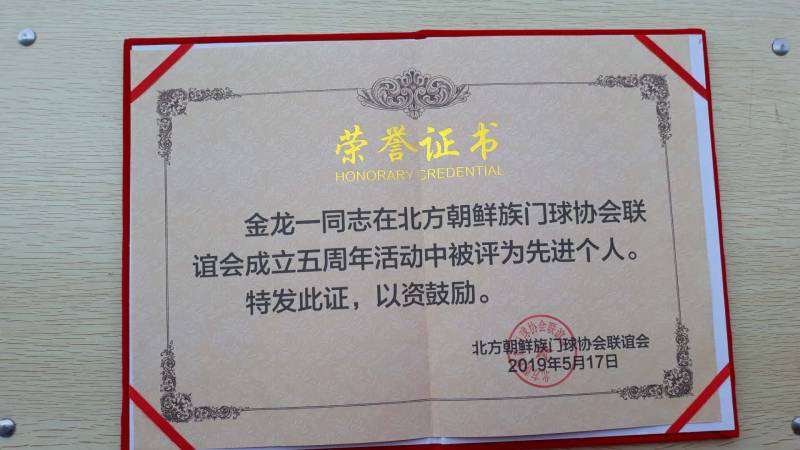 荣誉证书
HONORARY CREDENTIAL
金龙一同志在北方朝鲜族门球协会联
谊会成立五周年活动中被评为先进个人。
特发此证，以资鼓励。
北方朝鲜族门球协会联谊会
2019年5月17日